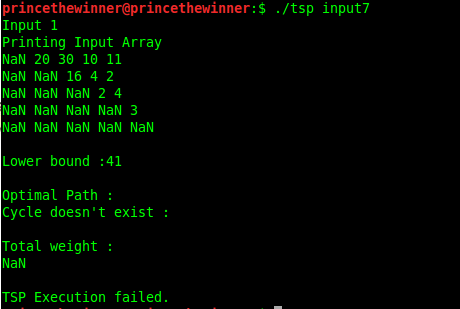 princethewinner@princethewinner:$ ./tsp input7
Input 1
Printing Input Array
NaN 20 30 10 11
NaN NaN 16 4 2
NaN NaN NaN 2 4
NaN NaN NaN NaN 3
NaN NaN NaN NaN NaN
Lower bound :41
Optimal Path :
Cycle doesn't exist :
Total weight :
NaN
TSP Execution failed.